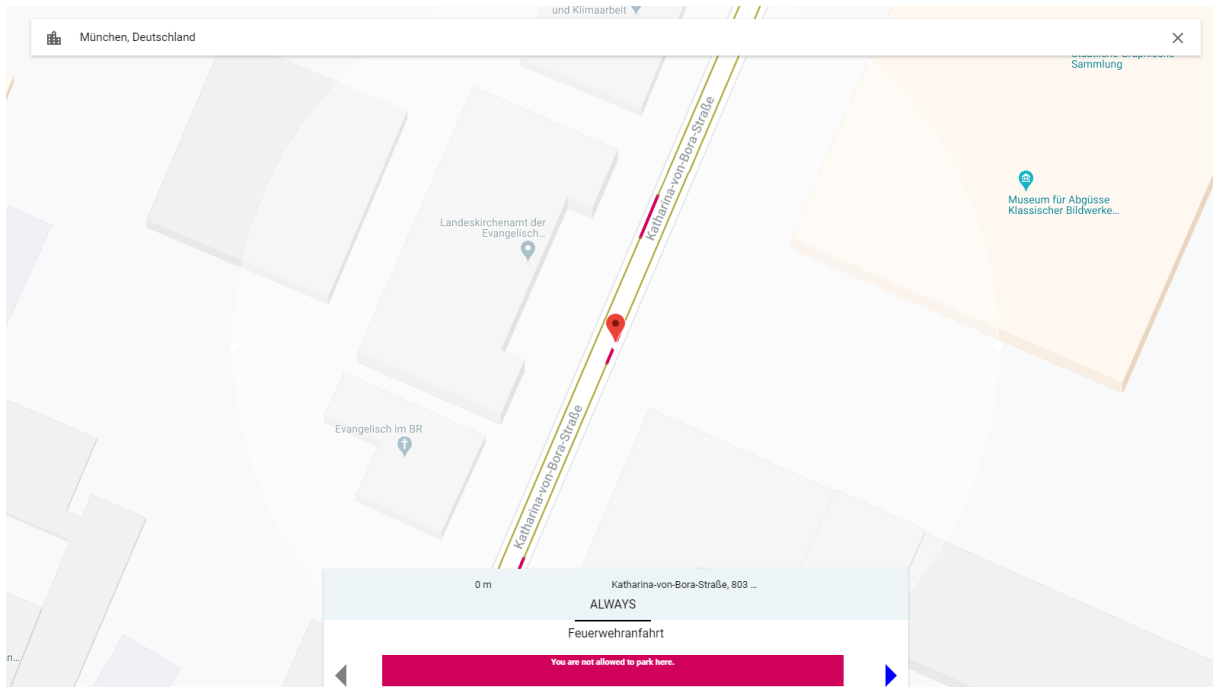 und Klimaarbeit
München, Deutschland
Sammlung
Katharina-von-Bora-Straße
Museum für Abgüsse
Klassischer Bildwerke...
Landeskirchenamt der
Evangelisch...
Evangelisch im BR
Katharina-von-Bora-Straße
0 m
Katharina-von-Bora-Straße, 803 ...
ALWAYS
Feuerwehranfahrt
You are not allowed to park here.
n...